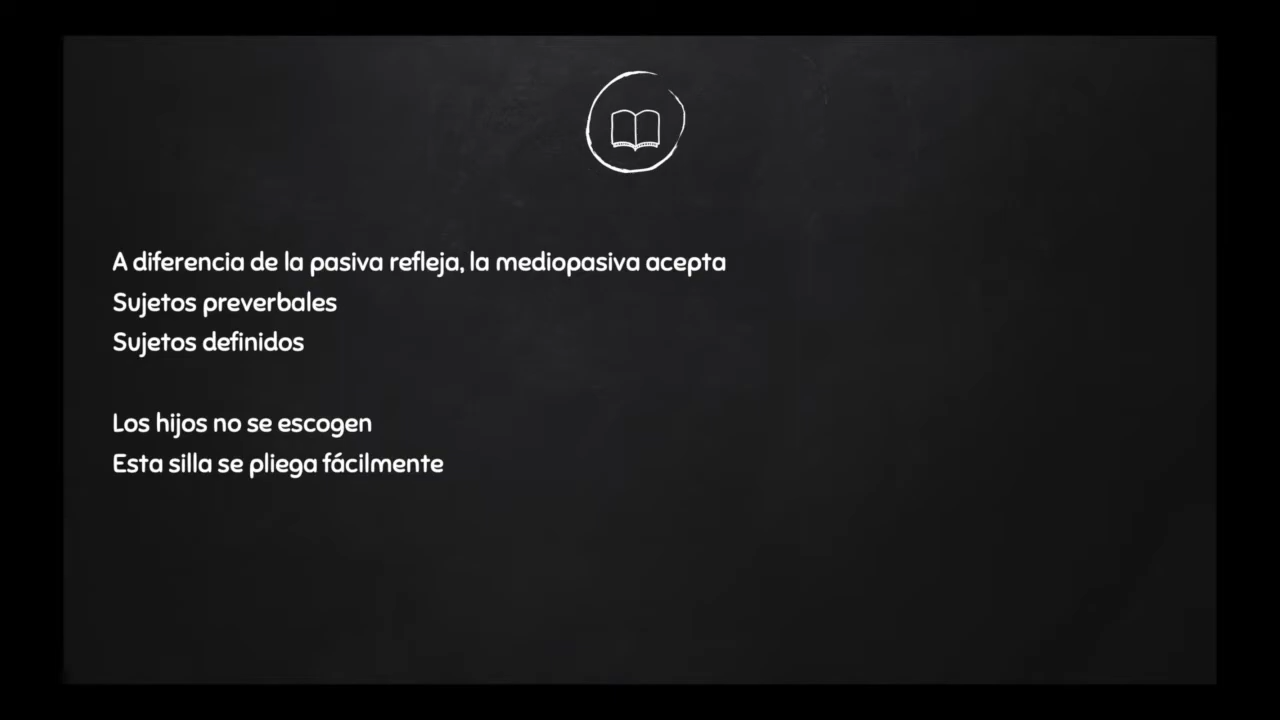 A diferencia de la pasiva refleja, la mediopasiva acepta
Sujetos preverbales
Sujetos definidos
Los hijos no se escogen
Esta silla se pliega fácilmente